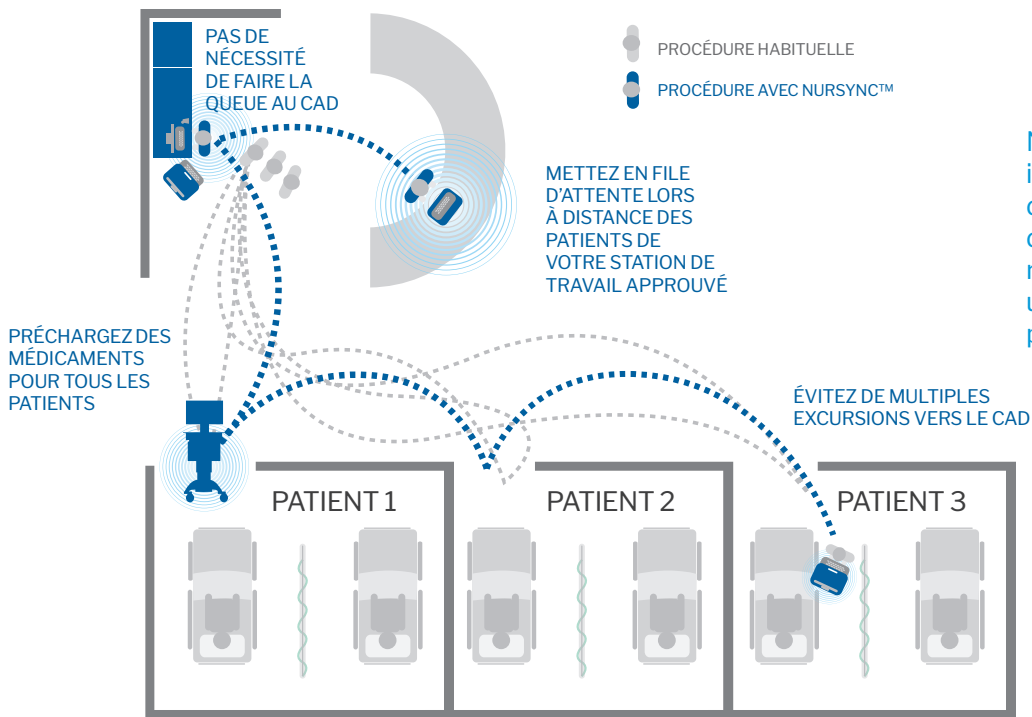 PAS DE
NÉCESSITÉ
DE FAIRE LA
QUEUE AU CAD
PROCÉDURE HABITUELLE
PROCÉDURE AVEC NURSYNC™
METTEZ EN FILE
D'ATTENTE LORS
À DISTANCE DES
PATIENTS DE
VOTRE STATION DE
TRAVAIL APPROUVÉ
PRÉCHARGEZ DES
MÉDICAMENTS
POUR TOUS LES
PATIENTS
ÉVITEZ DE MULTIPLES
EXCURSIONS VERS LE CAD
PATIENT 1
PATIENT 2
PATIENT 3